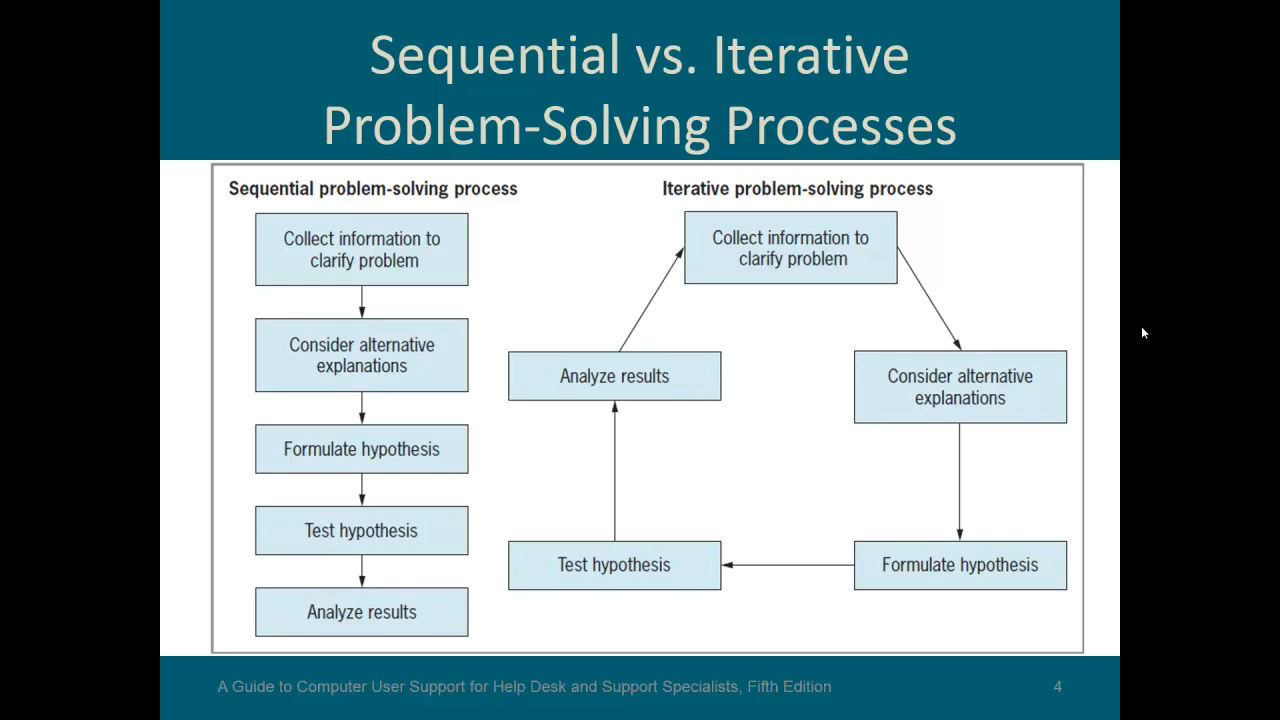 Sequential vs. Iterative
Problem-Solving Processes
Sequential problem-solving process
Collect information to
clarify problem
Consider alternative
explanations
Formulate hypothesis
Test hypothesis
Analyze results
Iterative problem-solving process
Collect information to
clarify problem
Consider alternative
explanations
Formulate hypothesis
Test hypothesis
Analyze results
A Guide to Computer User Support for Help Desk and Support Specialists, Fifth Edition
4